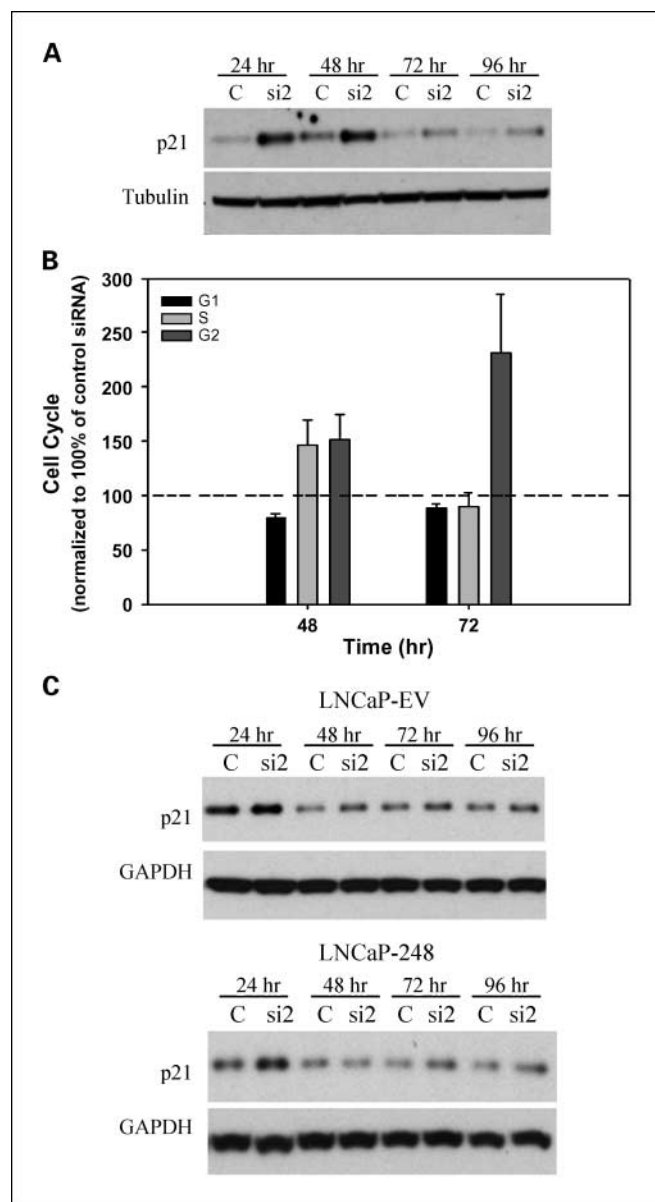 A
24 hr 48 hr 72 hr 96 hr
C si2 C si2 C si2 C si2
p21
Tubulin
B
300
250
200
150
100
50
0
G1
S
G2
Cell Cycle
(normalized to 100% of control siRNA)
48 72
Time (hr)
C
LNCaP-EV
24 hr 48 hr 72 hr 96 hr
C si2 C si2 C si2 C si2
p21
GAPDH
LNCaP-248
24 hr 48 hr 72 hr 96 hr
C si2 C si2 C si2 C si2
p21
GAPDH